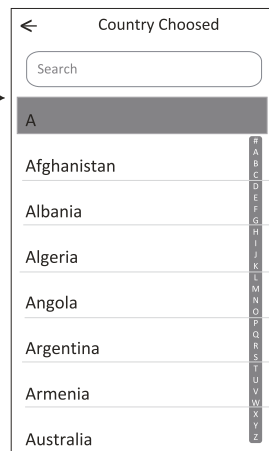 Country Choosed
Search
A
Afghanistan
Albania
Algeria
Angola
Argentina
Armenia
Australia
#
A
B
C
D
E
F
G
H
I
J
K
L
M
N
O
P
Q
R
S
T
U
V
W
X
Y
Z